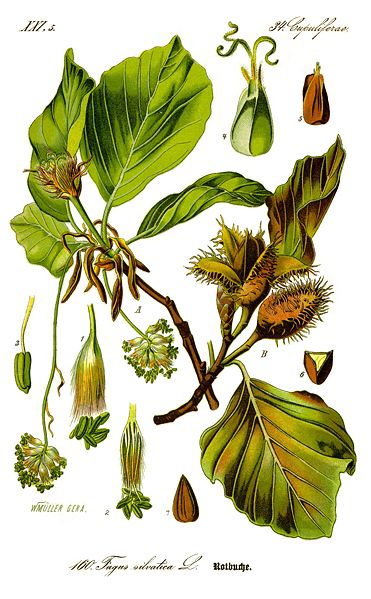 XXI, 5.
34. Cupuliferae.
4
5
A
1
B
3
6
W. MÜLLER GERA.
2
7
160. Fagus silvatica L. Rotbuche.